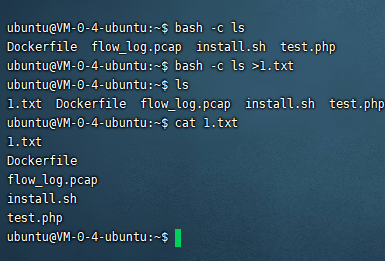 ubuntu@VM-0-4-ubuntu:~$ bash -c ls
Dockerfile  flow_log.pcap  install.sh  test.php
ubuntu@VM-0-4-ubuntu:~$ bash -c ls >1.txt
ubuntu@VM-0-4-ubuntu:~$ ls
1.txt  Dockerfile  flow_log.pcap  install.sh  test.php
ubuntu@VM-0-4-ubuntu:~$ cat 1.txt
1.txt
Dockerfile
flow_log.pcap
install.sh
test.php
ubuntu@VM-0-4-ubuntu:~$